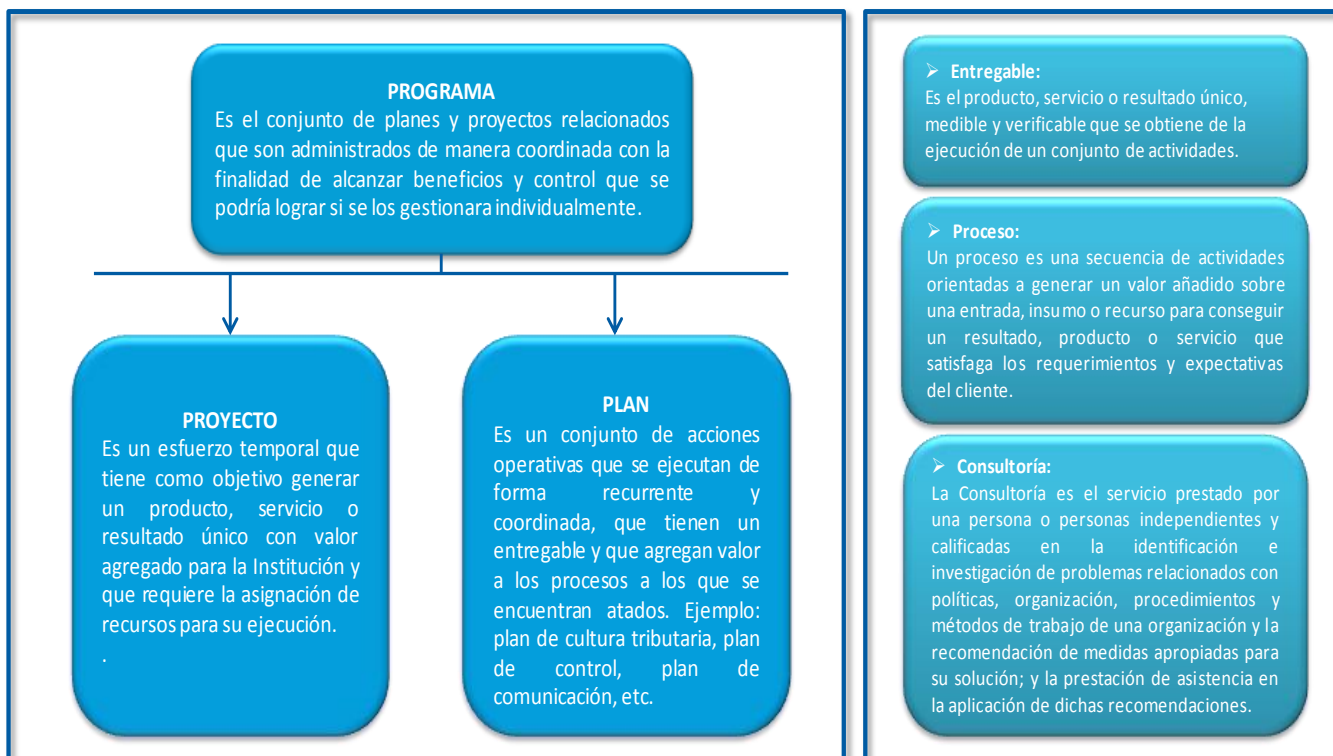 PROGRAMA
Es el conjunto de planes y proyectos relacionados
que son administrados de manera coordinada con la
finalidad de alcanzar beneficios y control que se
podría lograr si se los gestionara individualmente.
PROYECTO
Es un esfuerzo temporal que
tiene como objetivo generar
un producto, servicio o
resultado único con valor
agregado para la Institución y
que requiere la asignación de
recursos para su ejecución.
.
PLAN
Es un conjunto de acciones
operativas que se ejecutan de
forma recurrente y
coordinada, que tienen un
entregable y que agregan valor
a los procesos a los que se
encuentran atados. Ejemplo:
plan de cultura tributaria, plan
de control, plan de
comunicación, etc.
➢ Entregable:
Es el producto, servicio o resultado único,
medible y verificable que se obtiene de la
ejecución de un conjunto de actividades.
➢ Proceso:
Un proceso es una secuencia de actividades
orientadas a generar un valor añadido sobre
una entrada, insumo o recurso para conseguir
un resultado, producto o servicio que
satisfaga los requerimientos y expectativas
del cliente.
➢ Consultoría:
La Consultoría es el servicio prestado por
una persona o personas independientes y
calificadas en la identificación e
investigación de problemas relacionados con
políticas, organización, procedimientos y
métodos de trabajo de una organización y la
recomendación de medidas apropiadas para
su solución; y la prestación de asistencia en
la aplicación de dichas recomendaciones.